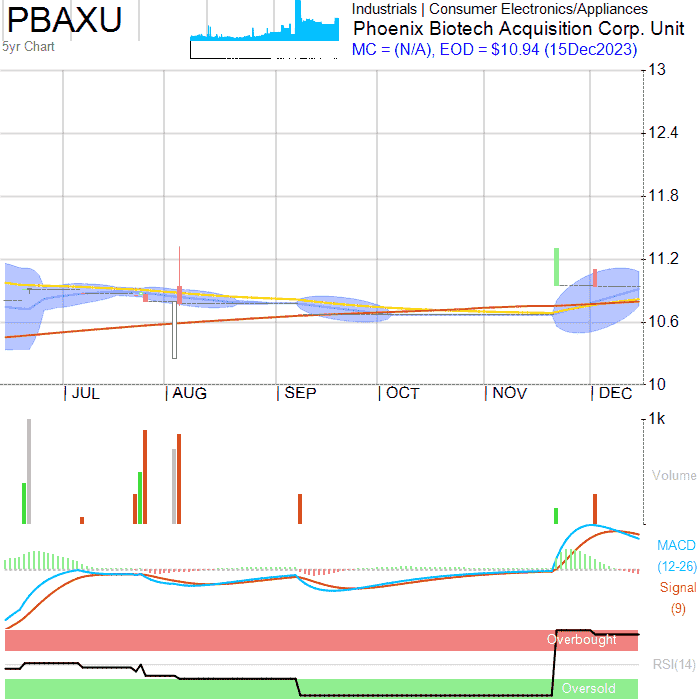 PBAXU
5yr Chart
Industrials | Consumer Electronics/Appliances
Phoenix Biotech Acquisition Corp. Unit
MC = (N/A), EOD = $10.94 (15Dec2023)
13
12.4
11.8
11.2
10.6
10
JUL AUG SEP OCT NOV DEC
1k
Volume
MACD
(12-26)
Signal
(9)
Overbought
RSI(14)
Oversold